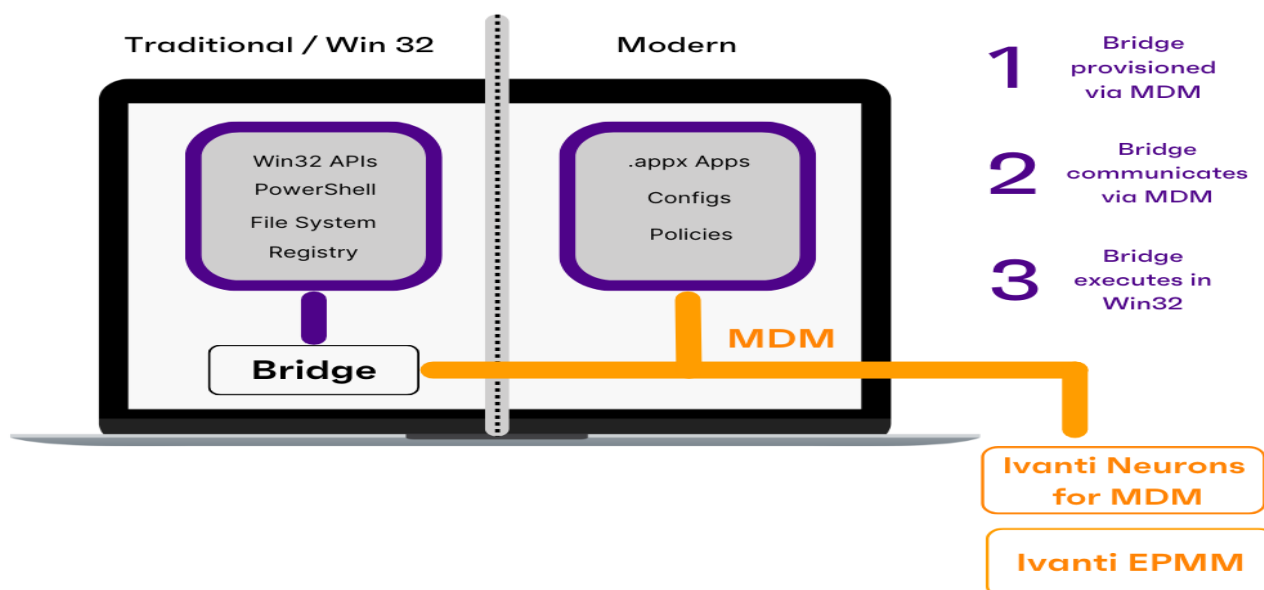 Traditional / Win 32
Modern
Win32 APIs
PowerShell
File System
Registry
.appx Apps
Configs
Policies
Bridge
MDM
1
Bridge
provisioned
via MDM
2
Bridge
communicates
via MDM
3
Bridge
executes in
Win32
Ivanti Neurons
for MDM
Ivanti EPMM